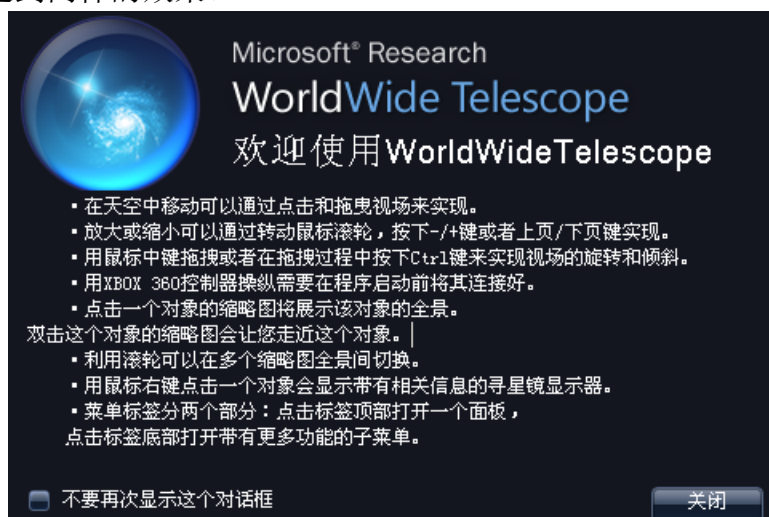 Microsoft® Research
WorldWide Telescope
欢迎使用WorldWideTelescope
▪在天空中移动可以通过点击和拖曳视场来实现。
▪放大或缩小可以通过转动鼠标滚轮，按下-/+键或者上页/下页键实现。
▪用鼠标中键拖拽或者在拖拽过程中按下Ctrl键来实现视场的旋转和倾斜。
▪用XBOX 360控制器操纵需要在程序启动前将其连接好。
▪点击一个对象的缩略图将展示该对象的全景。
双击这个对象的缩略图会让您走近这个对象。
▪利用滚轮可以在多个缩略图全景间切换。
▪用鼠标右键点击一个对象会显示带有相关信息的寻星镜显示器。
▪菜单标签分两个部分：点击标签顶部打开一个面板，
点击标签底部打开带有更多功能的子菜单。
不要再次显示这个对话框
关闭